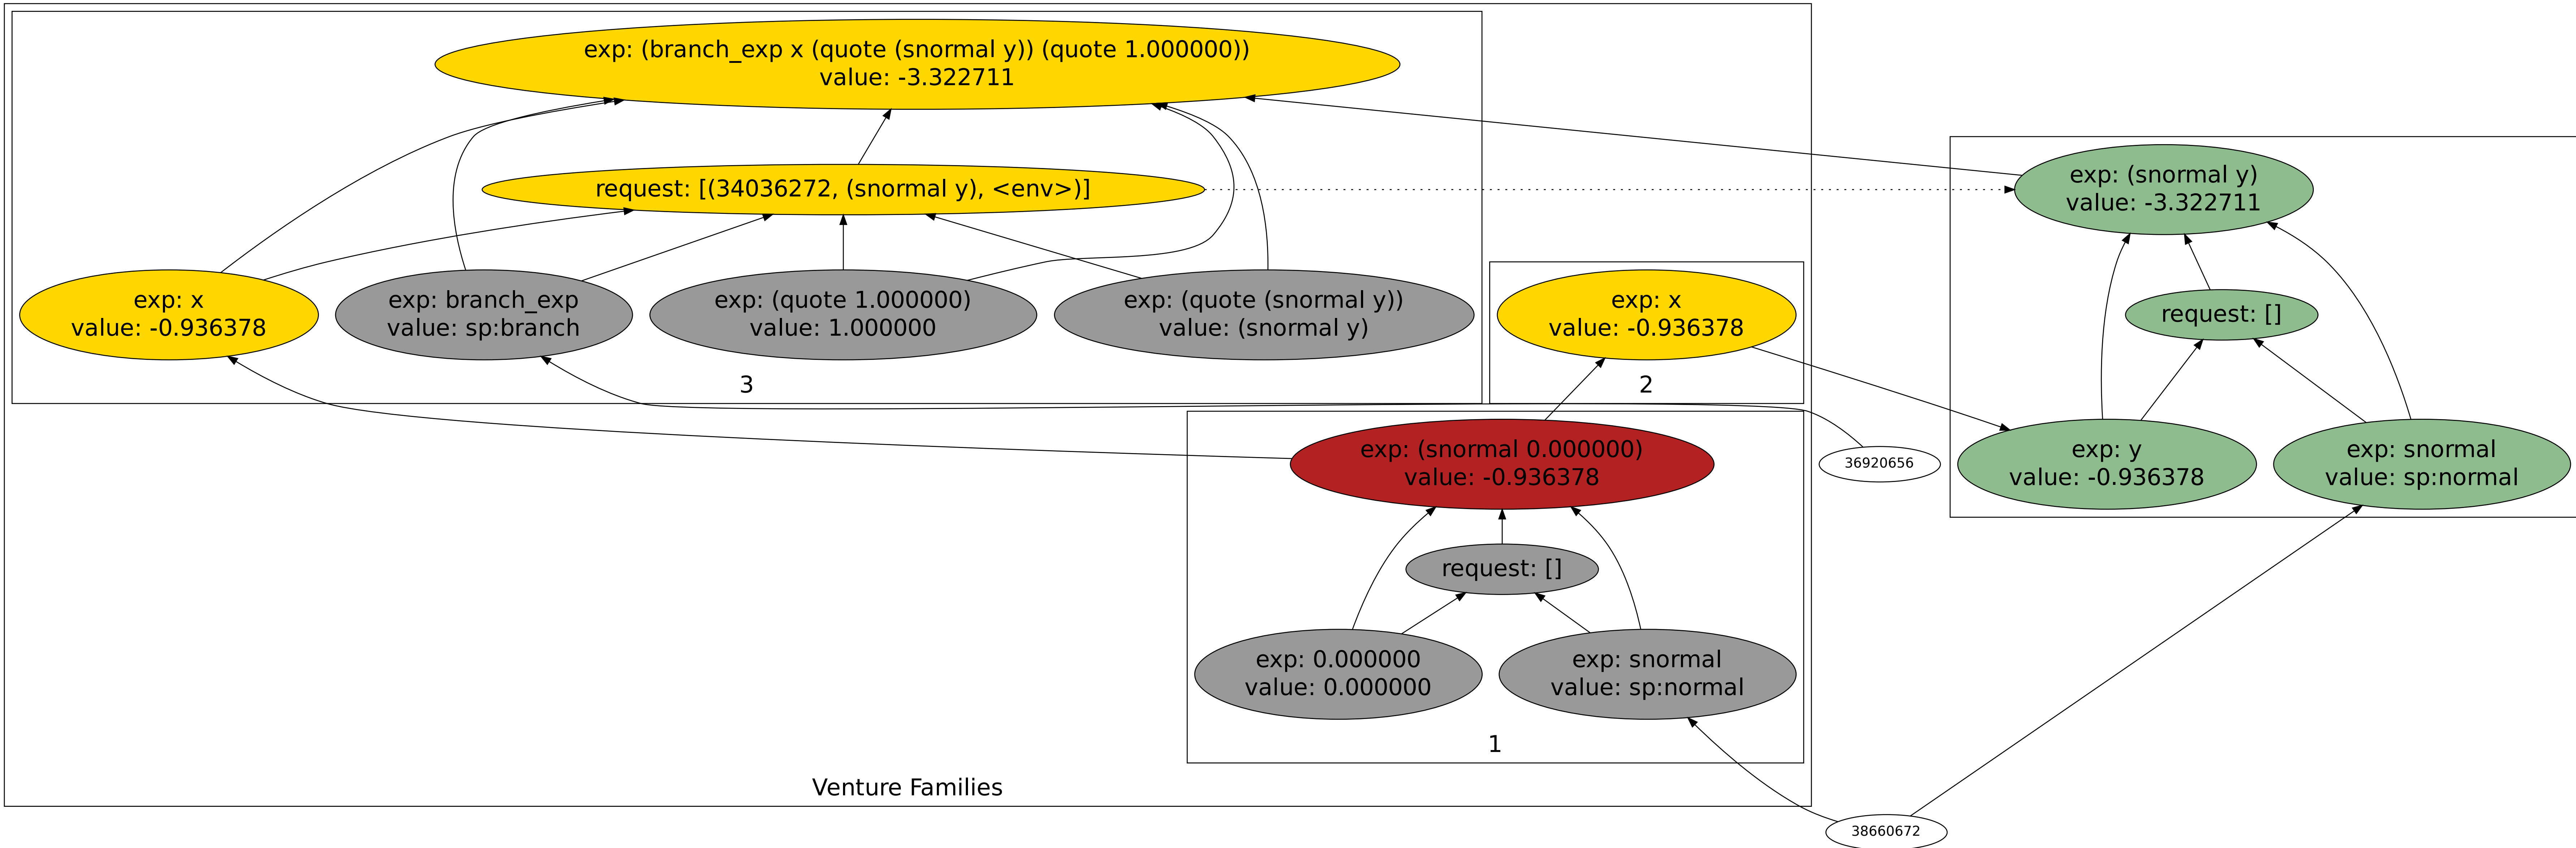 exp: (branch_exp x (quote (snormal y)) (quote 1.000000))
value: -3.322711
request: [(34036272, (snormal y), <env>)]
exp: x
value: -0.936378
exp: branch_exp
value: sp:branch
exp: (quote 1.000000)
value: 1.000000
exp: (quote (snormal y))
value: (snormal y)
3
exp: x
value: -0.936378
2
exp: (snormal 0.000000)
value: -0.936378
request: []
exp: 0.000000
value: 0.000000
exp: snormal
value: sp:normal
1
Venture Families
exp: (snormal y)
value: -3.322711
request: []
exp: y
value: -0.936378
exp: snormal
value: sp:normal
36920656
38660672